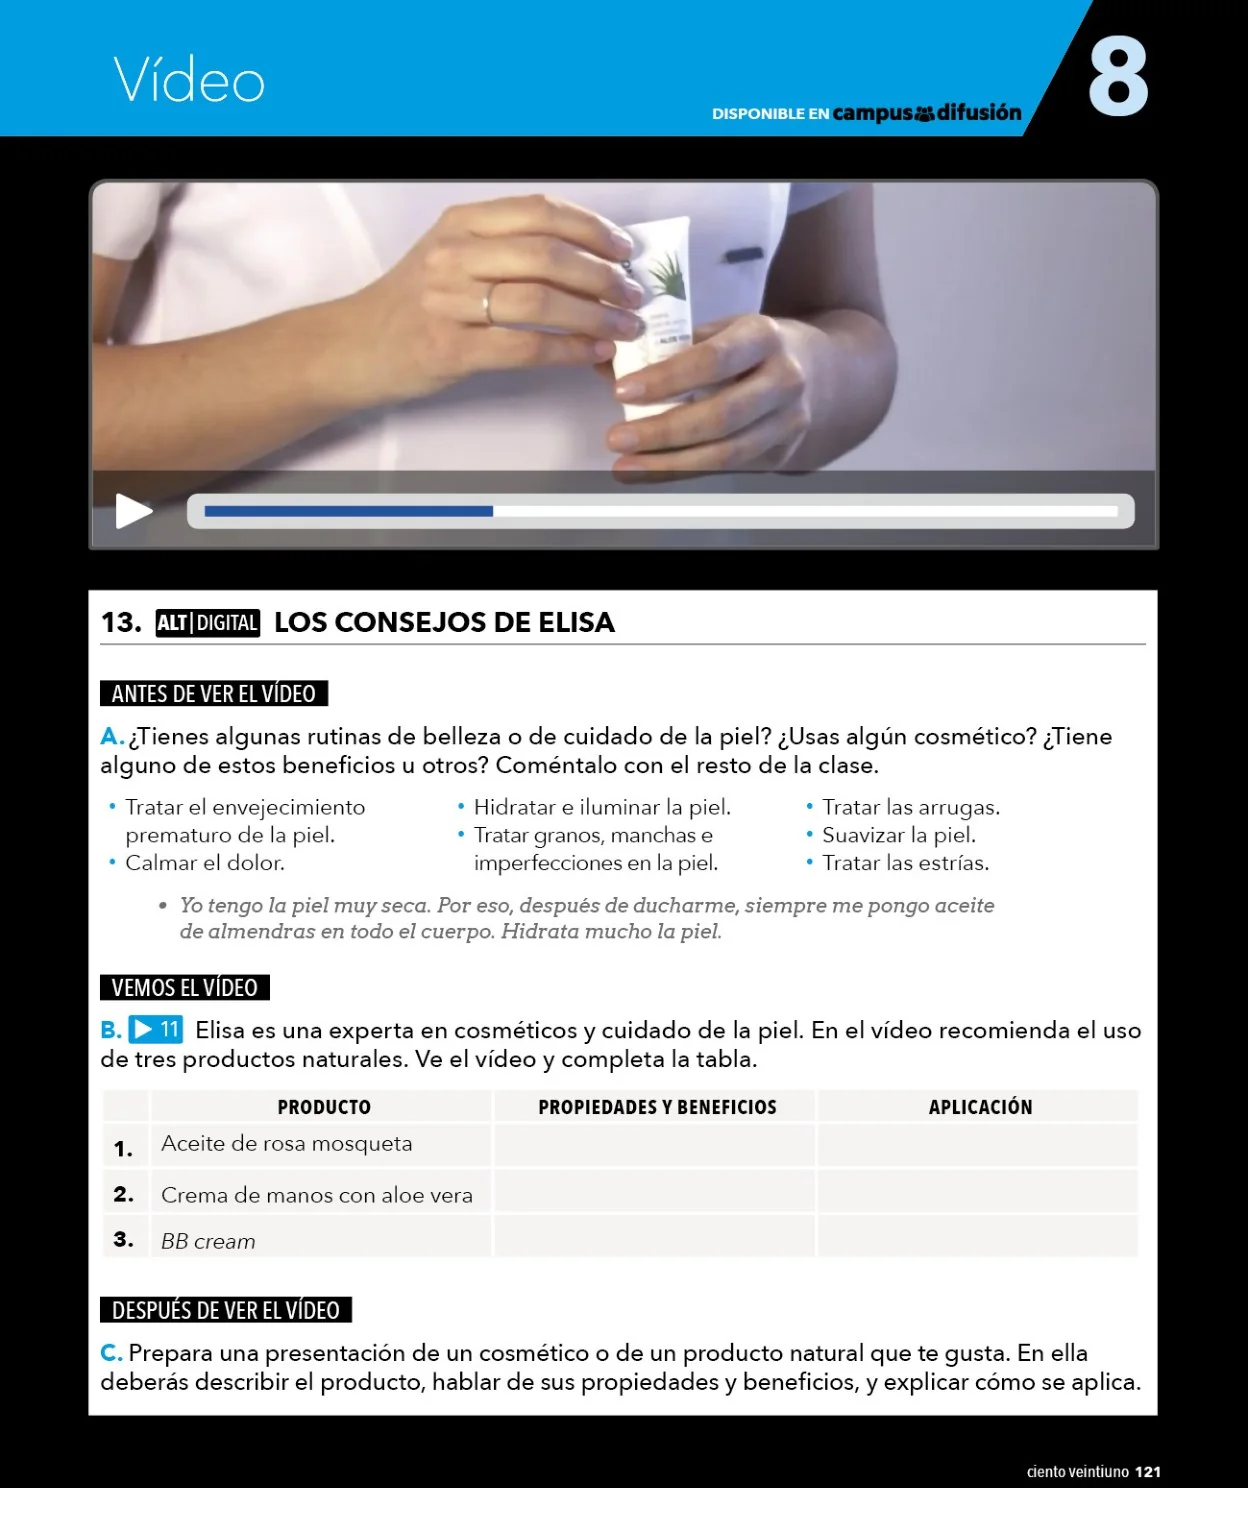 Vídeo
8
DISPONIBLE EN campus difusión
ALOE
13. ALT|DIGITAL LOS CONSEJOS DE ELISA
ANTES DE VER EL VÍDEO
A. ¿Tienes algunas rutinas de belleza o de cuidado de la piel? ¿Usas algún cosmético? ¿Tiene
alguno de estos beneficios u otros? Coméntalo con el resto de la clase.
• Tratar el envejecimiento
prematuro de la piel.
• Calmar el dolor.
• Hidratar e iluminar la piel.
• Tratar granos, manchas e
imperfecciones en la piel.
• Tratar las arrugas.
• Suavizar la piel.
• Tratar las estrías.
• Yo tengo la piel muy seca. Por eso, después de ducharme, siempre me pongo aceite
de almendras en todo el cuerpo. Hidrata mucho la piel.
VEMOS EL VÍDEO
B. ▶ 11 Elisa es una experta en cosméticos y cuidado de la piel. En el vídeo recomienda el uso
de tres productos naturales. Ve el vídeo y completa la tabla.
PRODUCTO PROPIEDADES Y BENEFICIOS APLICACIÓN
1. Aceite de rosa mosqueta
2. Crema de manos con aloe vera
3. BB cream
DESPUÉS DE VER EL VÍDEO
C. Prepara una presentación de un cosmético o de un producto natural que te gusta. En ella
deberás describir el producto, hablar de sus propiedades y beneficios, y explicar cómo se aplica.
ciento veintiuno 121